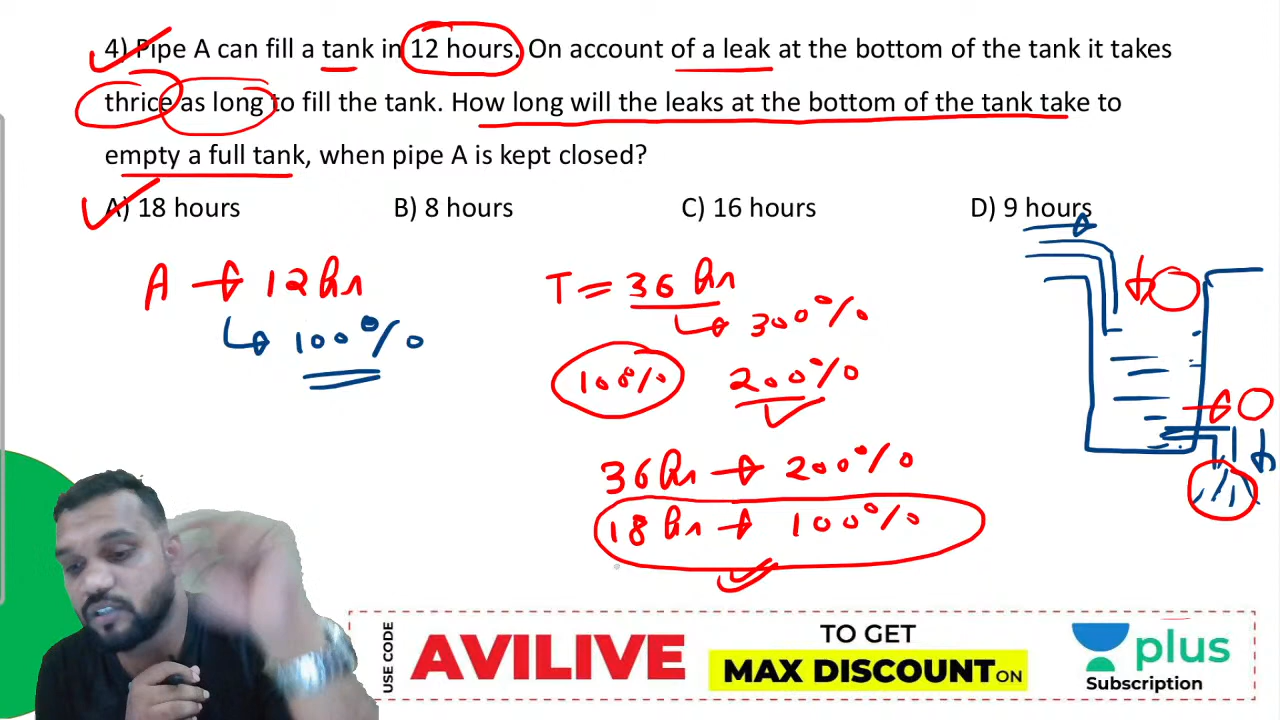 4) Pipe A can fill a tank in 12 hours. On account of a leak at the bottom of the tank it takes
thrice as long to fill the tank. How long will the leaks at the bottom of the tank take to
empty a full tank, when pipe A is kept closed?
A) 18 hours B) 8 hours C) 16 hours D) 9 hours
A → 12 hr
↳ 100%
T = 36 hr
↳ 300%
100% 200%
36 hr → 200%
18 hr → 100%
USE CODE
AVILIVE
TO GET
MAX DISCOUNT ON
plus
Subscription